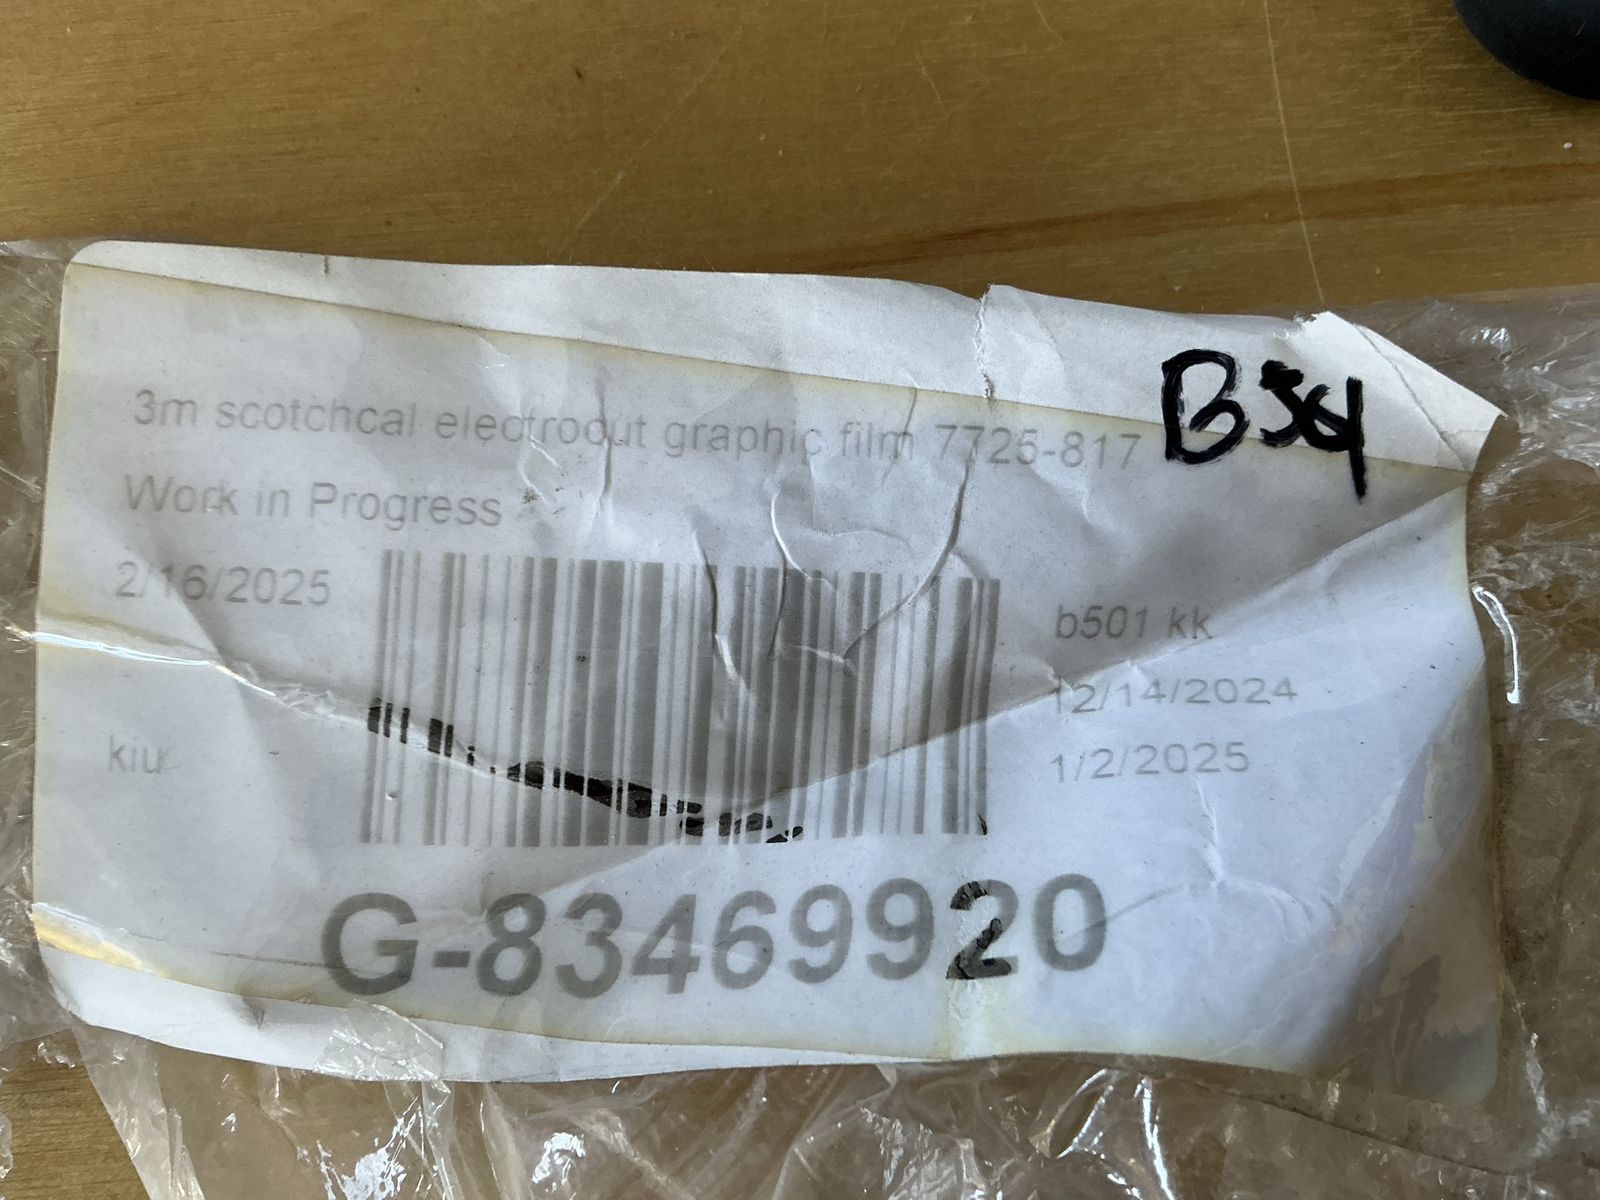 3m scotchcal electrocut graphic film 7725-817
Work in Progress
2/16/2025
b501 kk
12/14/2024
kiu
1/2/2025
G-83469920